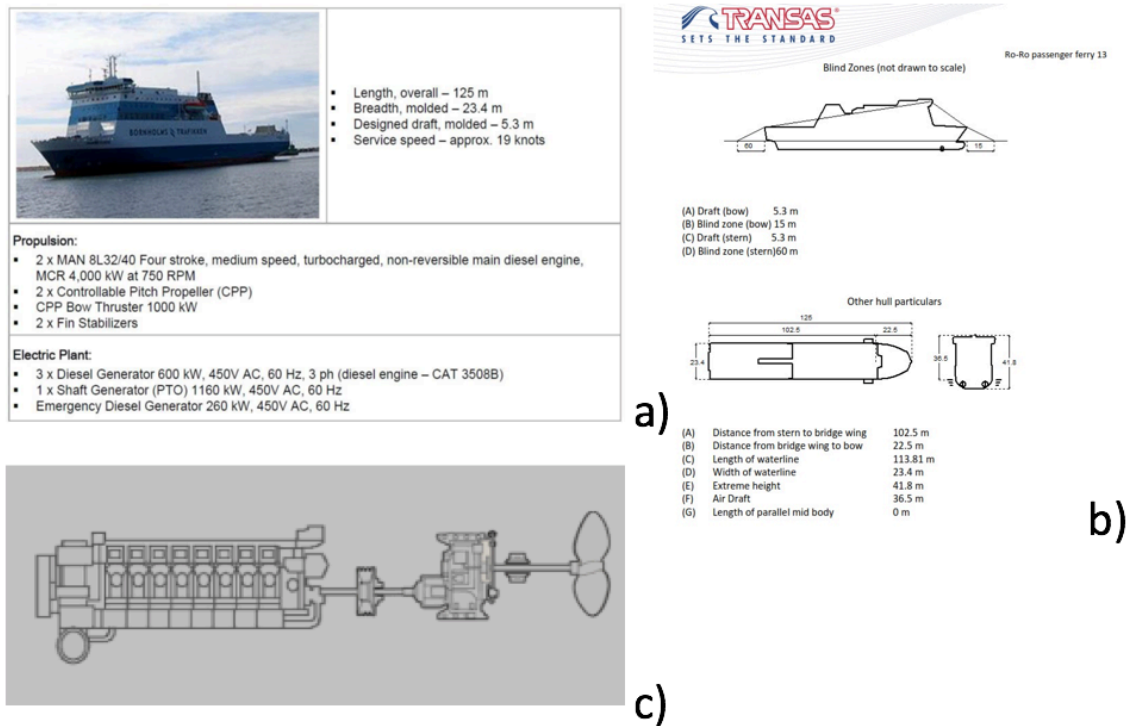 BORNHOLMS TRAFIKKEN
Length, overall – 125 m
Breadth, molded – 23.4 m
Designed draft, molded – 5.3 m
Service speed – approx. 19 knots
Propulsion:
2 x MAN 8L32/40 Four stroke, medium speed, turbocharged, non-reversible main diesel engine,
MCR 4,000 kW at 750 RPM
2 x Controllable Pitch Propeller (CPP)
CPP Bow Thruster 1000 kW
2 x Fin Stabilizers
Electric Plant:
3 x Diesel Generator 600 kW, 450V AC, 60 Hz, 3 ph (diesel engine – CAT 3508B)
1 x Shaft Generator (PTO) 1160 kW, 450V AC, 60 Hz
Emergency Diesel Generator 260 kW, 450V AC, 60 Hz
a)
TRANSAS®
SETS THE STANDARD
Ro-Ro passenger ferry 13
Blind Zones (not drawn to scale)
60
15
(A) Draft (bow) 5.3 m
(B) Blind zone (bow) 15 m
(C) Draft (stern) 5.3 m
(D) Blind zone (stern)60 m
Other hull particulars
125
102.5
22.5
23.4
36.5
41.8
(A) Distance from stern to bridge wing 102.5 m
(B) Distance from bridge wing to bow 22.5 m
(C) Length of waterline 113.81 m
(D) Width of waterline 23.4 m
(E) Extreme height 41.8 m
(F) Air Draft 36.5 m
(G) Length of parallel mid body 0 m
b)
c)